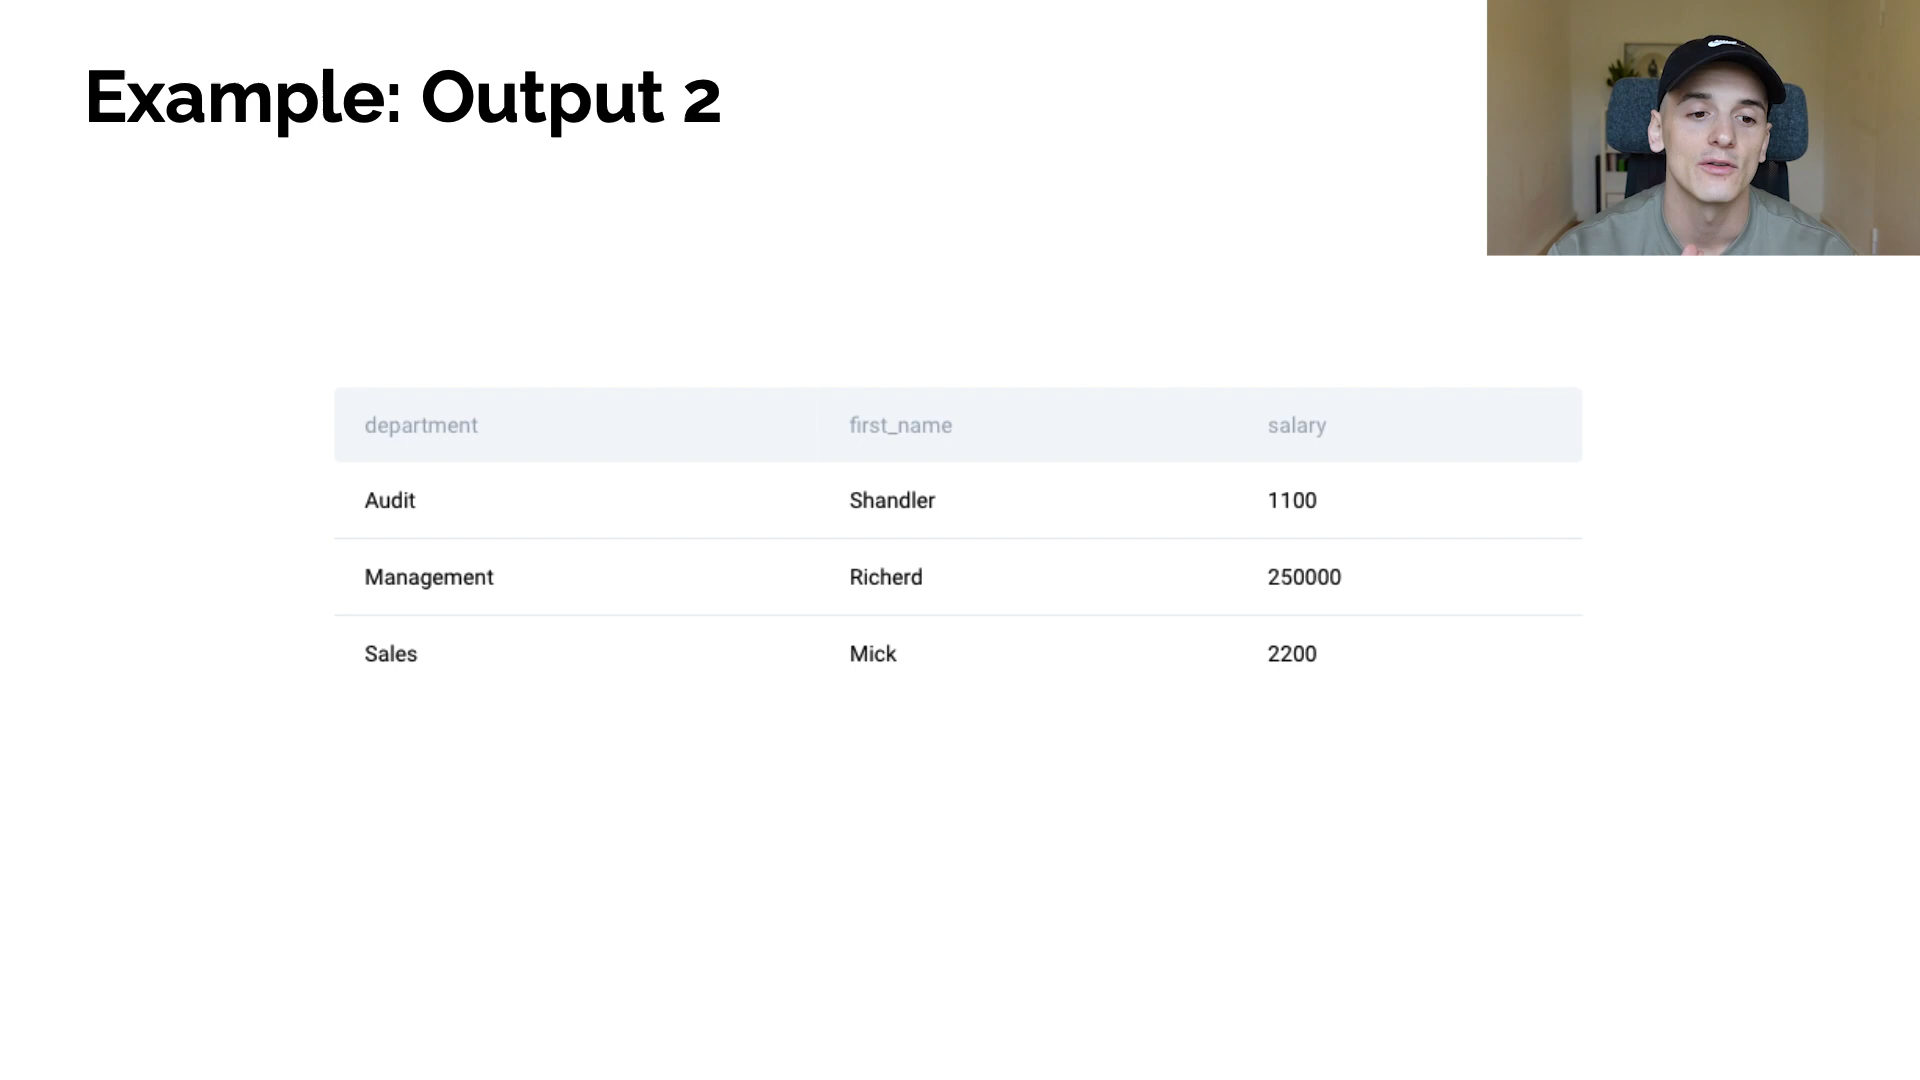 Example: Output 2
department first_name salary
Audit Shandler 1100
Management Richerd 250000
Sales Mick 2200